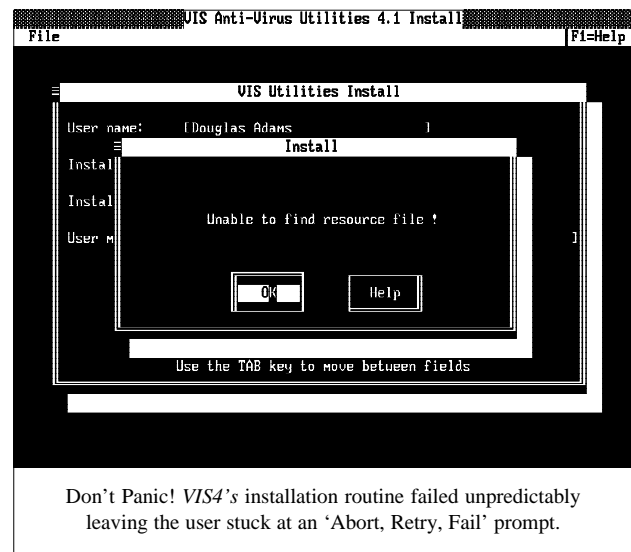 VIS Anti-Virus Utilities 4.1 Install
File F1=Help
VIS Utilities Install
User name: [Douglas Adams ]
Install
Instal
Instal
Unable to find resource file !
User m ]
OK Help
Use the TAB key to move between fields
Don't Panic! VIS4's installation routine failed unpredictably
leaving the user stuck at an ‘Abort, Retry, Fail’ prompt.